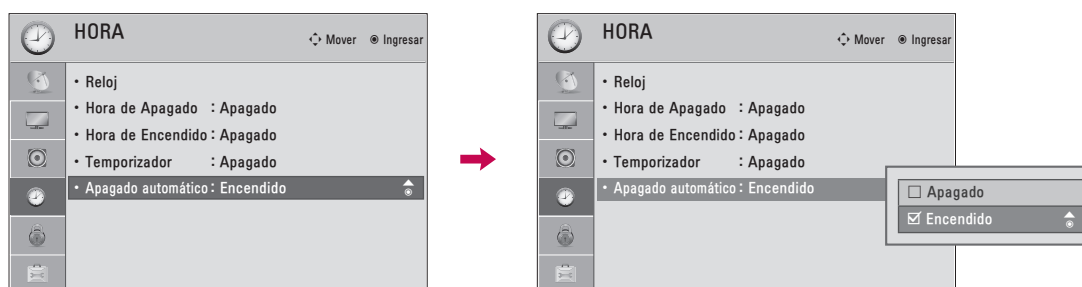 HORA
Mover Ingresar
• Reloj
• Hora de Apagado : Apagado
• Hora de Encendido : Apagado
• Temporizador : Apagado
• Apagado automático : Encendido
HORA
Mover Ingresar
• Reloj
• Hora de Apagado : Apagado
• Hora de Encendido : Apagado
• Temporizador : Apagado
• Apagado automático : Encendido
Apagado
Encendido